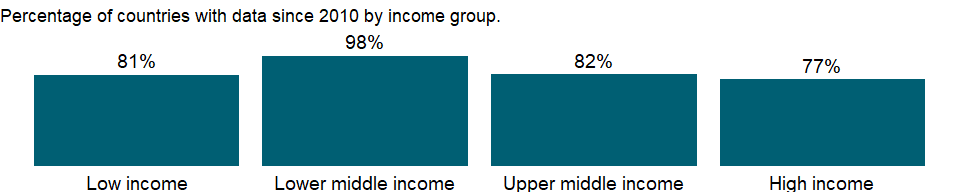 Percentage of countries with data since 2010 by income group.
98%
81%
82%
77%
Low income
Lower middle income
Upper middle income
High income